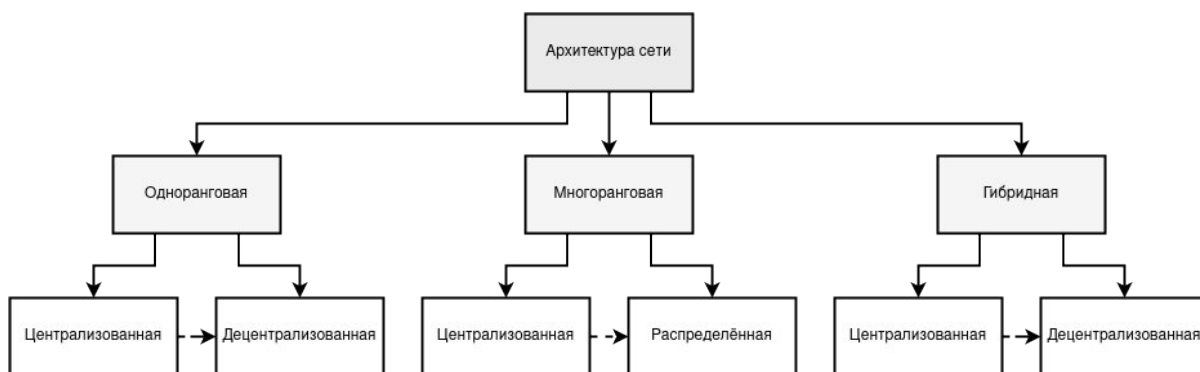 Архитектура сети
Одноранговая
Многоранговая
Гибридная
Централизованная
Децентрализованная
Централизованная
Распределённая
Централизованная
Децентрализованная